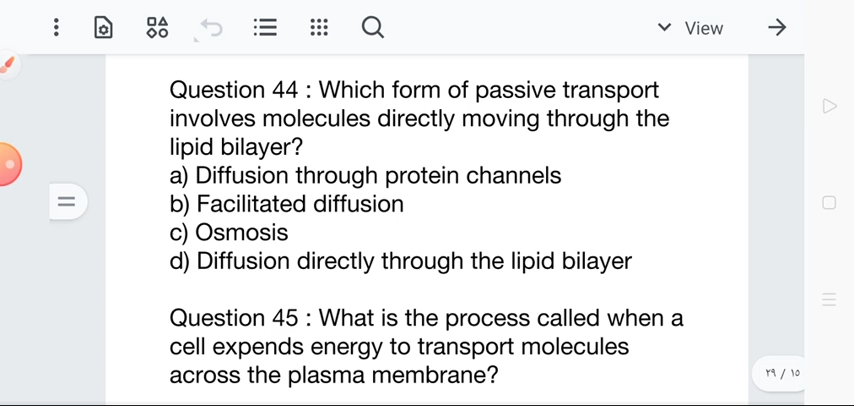 View
Question 44 : Which form of passive transport
involves molecules directly moving through the
lipid bilayer?
a) Diffusion through protein channels
b) Facilitated diffusion
c) Osmosis
d) Diffusion directly through the lipid bilayer
Question 45 : What is the process called when a
cell expends energy to transport molecules
across the plasma membrane?
٢٩ / ١٥